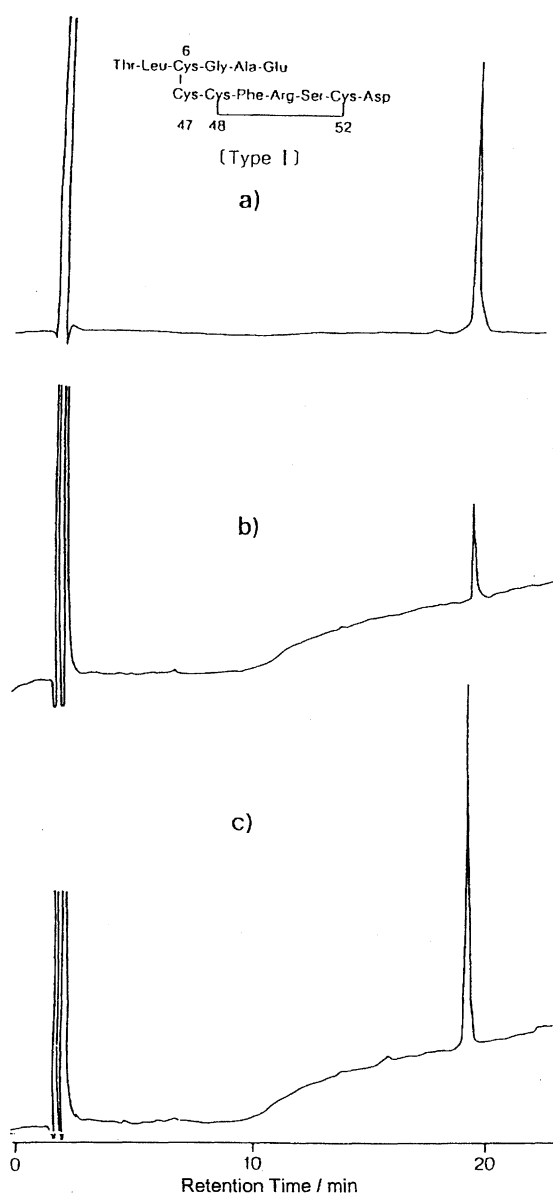 6
Thr-Leu-Cys-Gly-Ala-Glu
Cys-Cys-Phe-Arg-Ser-Cys-Asp
47 48 52
(Type I)
a)
b)
c)
0 10 20
Retention Time / min